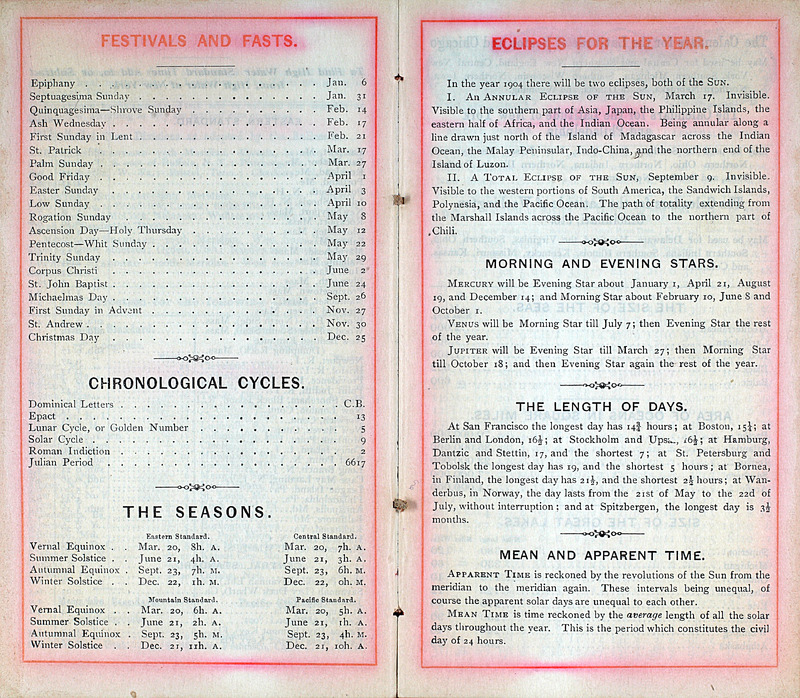 FESTIVALS AND FASTS.
Epiphany . . . . . . . . . . . . . . Jan. 6
Septuagesima Sunday . . . . . . . . . . . Jan. 31
Quinquagesima—Shrove Sunday . . . . . . . . Feb. 14
Ash Wednesday . . . . . . . . . . . . Feb. 17
First Sunday in Lent . . . . . . . . . . . Feb. 21
St. Patrick . . . . . . . . . . . . . Mar. 17
Palm Sunday . . . . . . . . . . . . . Mar. 27
Good Friday . . . . . . . . . . . . . April 1
Easter Sunday . . . . . . . . . . . . April 3
Low Sunday . . . . . . . . . . . . . April 10
Rogation Sunday . . . . . . . . . . . . May 8
Ascension Day—Holy Thursday . . . . . . . . May 12
Pentecost—Whit Sunday . . . . . . . . . . May 22
Trinity Sunday . . . . . . . . . . . . May 29
Corpus Christi . . . . . . . . . . . . June 2
St. John Baptist . . . . . . . . . . . . June 24
Michaelmas Day . . . . . . . . . . . . Sept. 26
First Sunday in Advent . . . . . . . . . . Nov. 27
St. Andrew . . . . . . . . . . . . . Nov. 30
Christmas Day . . . . . . . . . . . . Dec. 25
CHRONOLOGICAL CYCLES.
Dominical Letters . . . . . . . . . . . C.B.
Epact . . . . . . . . . . . . . . 13
Lunar Cycle, or Golden Number . . . . . . . . 5
Solar Cycle . . . . . . . . . . . . . 9
Roman Indiction . . . . . . . . . . . . 2
Julian Period . . . . . . . . . . . . 6617
THE SEASONS.
Eastern Standard. Central Standard.
Vernal Equinox . . Mar. 20, 8h. A. Mar. 20, 7h. A.
Summer Solstice . . June 21, 4h. A. June 21, 3h. A.
Autumnal Equinox . . Sept. 23, 7h. M. Sept. 23, 6h. M.
Winter Solstice . . Dec. 22, 1h. M. Dec. 22, 0h. M.
Mountain Standard. Pacific Standard.
Vernal Equinox . . Mar. 20, 6h. A. Mar. 20, 5h. A.
Summer Solstice . . June 21, 2h. A. June 21, 1h. A.
Autumnal Equinox . . Sept. 23, 5h. M. Sept. 23, 4h. M.
Winter Solstice . . Dec. 21, 11h. A. Dec. 21, 10h. A.
ECLIPSES FOR THE YEAR.
In the year 1904 there will be two eclipses, both of the SUN.
I. AN ANNULAR ECLIPSE OF THE SUN, MARCH 17. Invisible.
Visible to the southern part of Asia, Japan, the Philippine Islands, the
eastern half of Africa, and the Indian Ocean. Being annular along a
line drawn just north of the Island of Madagascar across the Indian
Ocean, the Malay Peninsular, Indo-China, and the northern end of the
Island of Luzon.
II. A TOTAL ECLIPSE OF THE SUN, SEPTEMBER 9. Invisible.
Visible to the western portions of South America, the Sandwich Islands,
Polynesia, and the Pacific Ocean. The path of totality extending from
the Marshall Islands across the Pacific Ocean to the northern part of
Chili.
MORNING AND EVENING STARS.
MERCURY will be Evening Star about January 1, April 21, August
19, and December 14; and Morning Star about February 10, June 8 and
October 1.
VENUS will be Morning Star till July 7; then Evening Star the rest
of the year.
JUPITER will be Evening Star till March 27; then Morning Star
till October 18; and then Evening Star again the rest of the year.
THE LENGTH OF DAYS.
At San Francisco the longest day has 14¾ hours; at Boston, 15¼; at
Berlin and London, 16½; at Stockholm and 16½; at Hamburg,
Dantzic and Stettin, 17, and the shortest 7; at St. Petersburg and
Tobolsk the longest day has 19, and the shortest 5 hours; at Bornea,
in Finland, the longest day has 21½, and the shortest 2½ hours; at Wan-
derbus, in Norway, the day lasts from the 21st of May to the 22d of
July, without interruption; and at Spitzbergen, the longest day is 3½
months.
MEAN AND APPARENT TIME.
APPARENT TIME is reckoned by the revolutions of the Sun from the
meridian to the meridian again. These intervals being unequal, of
course the apparent solar days are unequal to each other.
MEAN TIME is time reckoned by the average length of all the solar
days throughout the year. This is the period which constitutes the civil
day of 24 hours.